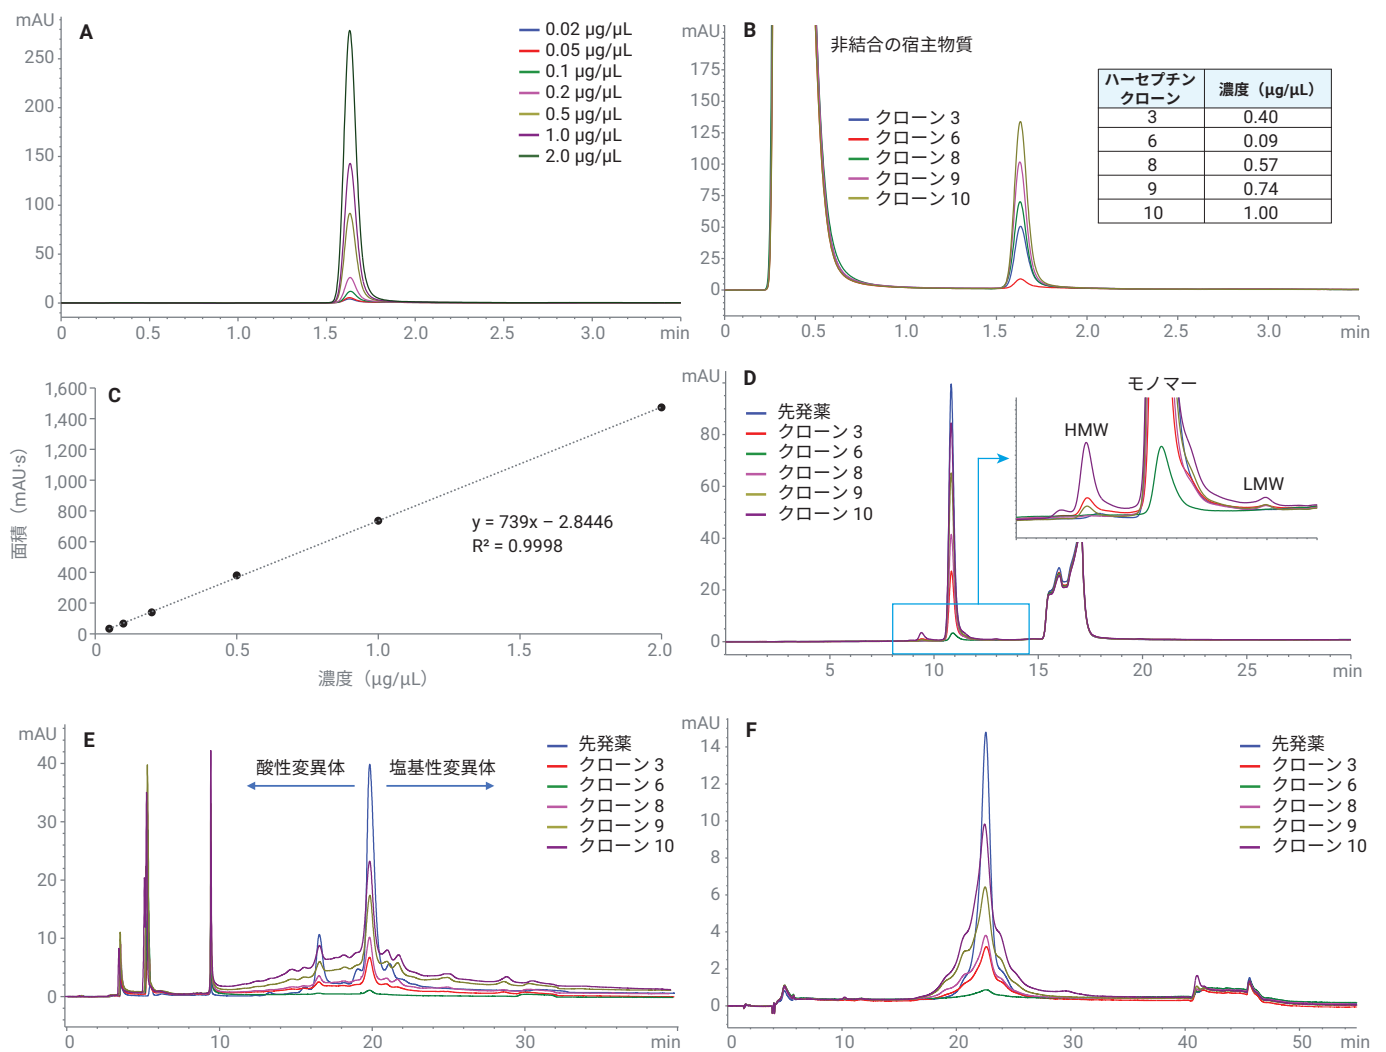 A
mAU
250
200
150
100
50
0
0
0.5
1.0
1.5
2.0
2.5
3.0
min
0.02 µg/µL
0.05 µg/µL
0.1 µg/µL
0.2 µg/µL
0.5 µg/µL
1.0 µg/µL
2.0 µg/µL
B
mAU
175
150
125
100
75
50
25
0
0
0.5
1.0
1.5
2.0
2.5
3.0
min
非結合の宿主物質
クローン 3
クローン 6
クローン 8
クローン 9
クローン 10
ハーセプチン
クローン
濃度（µg/µL）
3 0.40
6 0.09
8 0.57
9 0.74
10 1.00
C
1,600
1,400
1,200
1,000
800
600
400
200
0
面積（mAU·s）
0
0.5
1.0
1.5
2.0
濃度（µg/µL）
y = 739x – 2.8446
R² = 0.9998
D
mAU
80
60
40
20
0
5
10
15
20
25
min
先発薬
クローン 3
クローン 6
クローン 8
クローン 9
クローン 10
モノマー
HMW
LMW
E
mAU
40
30
20
10
0
0
10
20
30
min
酸性変異体
塩基性変異体
先発薬
クローン 3
クローン 6
クローン 8
クローン 9
クローン 10
F
mAU
14
12
10
8
6
4
2
0
0
10
20
30
40
50
min
先発薬
クローン 3
クローン 6
クローン 8
クローン 9
クローン 10